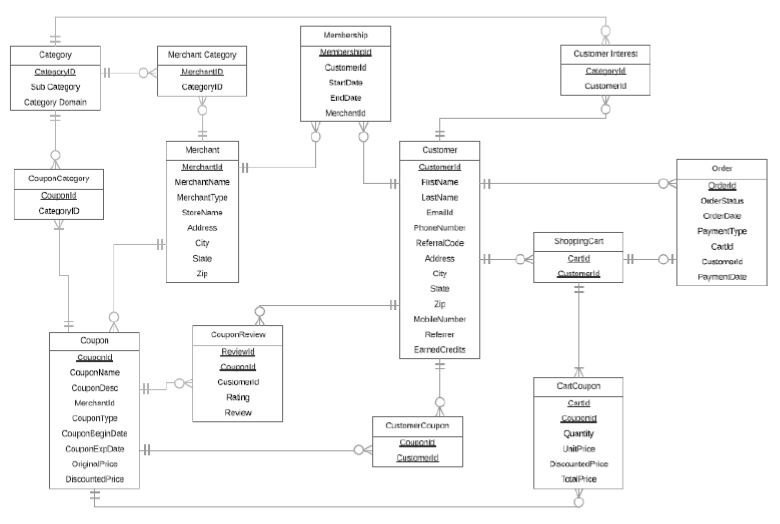 Category
CategoryID
Sub Category
Category Domain
Merchant Category
MerchantID
CategoryID
Membership
MembershipId
CustomerId
StartDate
EndDate
MerchantId
Customer Interest
CategoryId
CustomerId
CouponCategory
CouponId
CategoryID
Merchant
MerchantId
MerchantName
MerchantType
StoreName
Address
City
State
Zip
Customer
CustomerId
FirstName
LastName
EmailId
PhoneNumber
ReferralCode
Address
City
State
Zip
MobileNumber
Referrer
EarnedCredits
Order
OrderId
OrderStatus
OrderDate
PaymentType
CartId
CustomerId
PaymentDate
ShoppingCart
CartId
CustomerId
Coupon
CouponId
CouponName
CouponDesc
MerchantId
CouponType
CouponBeginDate
CouponExpDate
OriginalPrice
DiscountedPrice
CouponReview
ReviewId
CouponId
CustomerId
Rating
Review
CustomerCoupon
CouponId
CustomerId
CartCoupon
CartId
CouponId
Quantity
UnitPrice
DiscountedPrice
TotalPrice